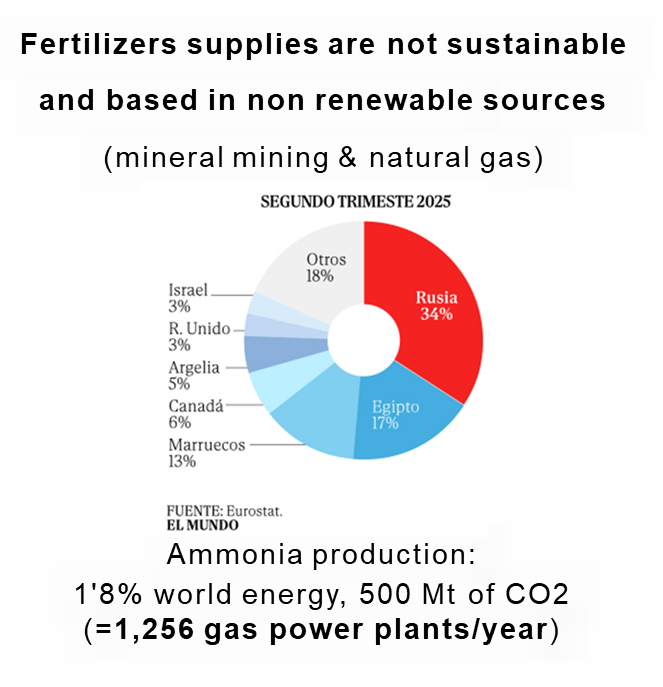 Fertilizers supplies are not sustainable
and based in non renewable sources
(mineral mining & natural gas)
SEGUNDO TRIMESTE 2025
Otros
18%
Rusia
34%
Egipto
17%
Israel
3%
R. Unido
3%
Argelia
5%
Canadá
6%
Marruecos
13%
FUENTE: Eurostat.
EL MUNDO
Ammonia production:
1'8% world energy, 500 Mt of CO2
(=1,256 gas power plants/year)